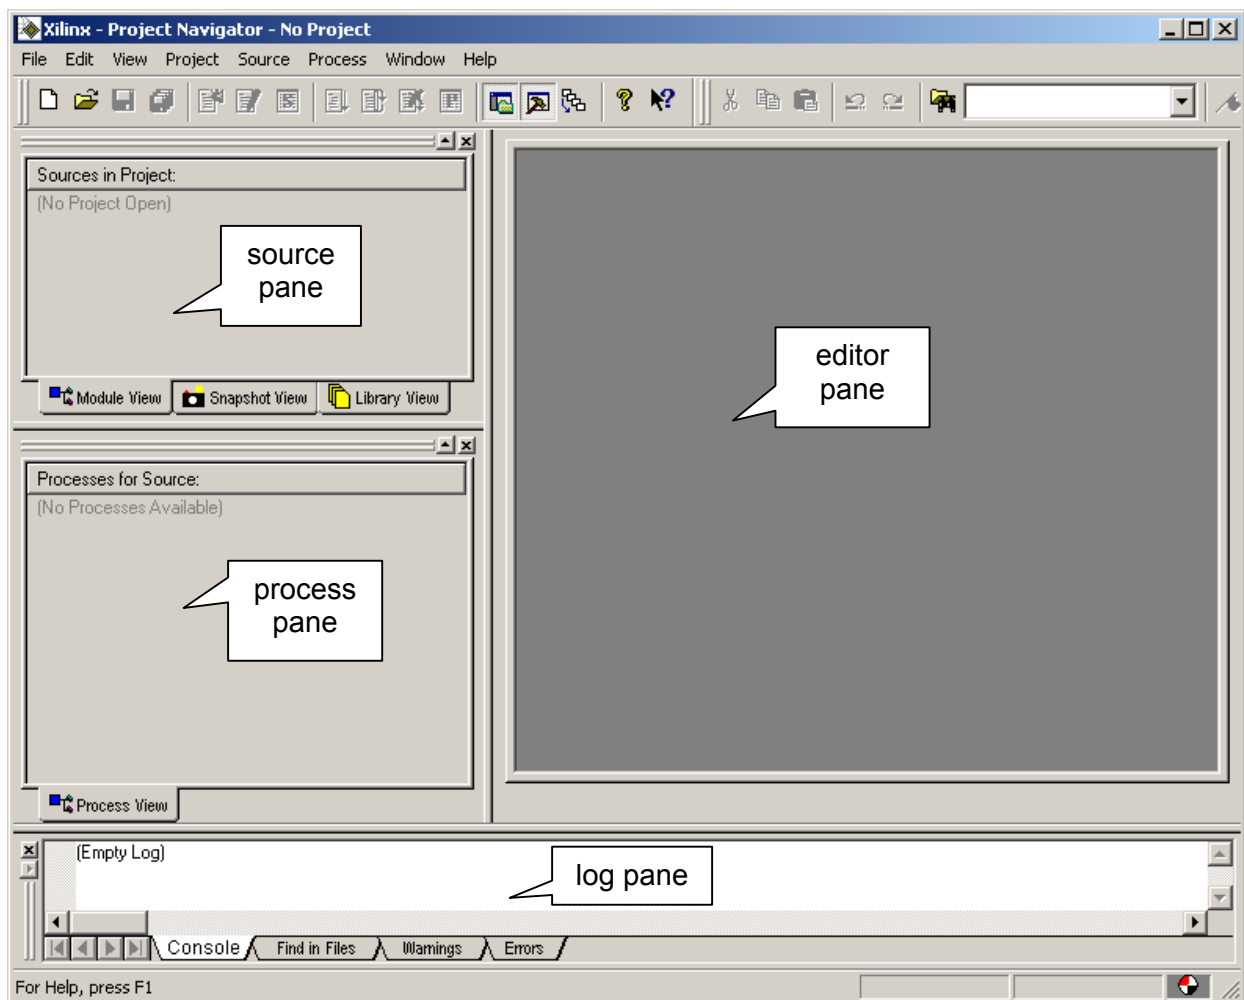 Xilinx - Project Navigator - No Project
File Edit View Project Source Process Window Help
Sources in Project:
(No Project Open)
source
pane
Module View Snapshot View Library View
editor
pane
Processes for Source:
(No Processes Available)
process
pane
Process View
(Empty Log)
log pane
Console Find in Files Warnings Errors
For Help, press F1